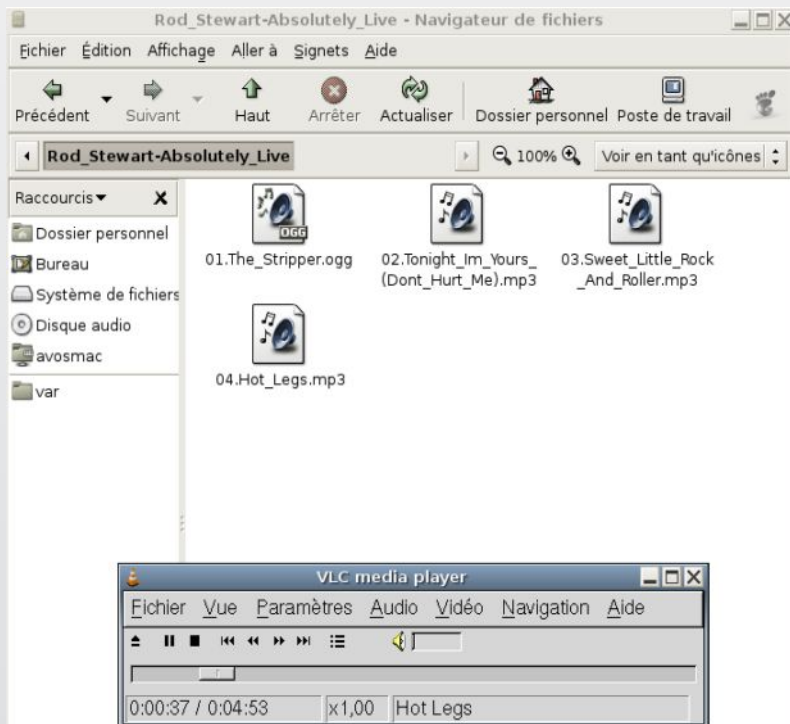 Rod_Stewart-Absolutely_Live - Navigateur de fichiers
Fichier Édition Affichage Aller à Signets Aide
Précédent Suivant Haut Arrêter Actualiser Dossier personnel Poste de travail
Rod_Stewart-Absolutely_Live 100% Voir en tant qu'icônes
Raccourcis
Dossier personnel
Bureau
Système de fichiers
Disque audio
avosmac
var
OGG
01.The_Stripper.ogg
02.Tonight_Im_Yours_
(Dont_Hurt_Me).mp3
03.Sweet_Little_Rock
_And_Roller.mp3
04.Hot_Legs.mp3
VLC media player
Fichier Vue Paramètres Audio Vidéo Navigation Aide
0:00:37 / 0:04:53 x1,00 Hot Legs